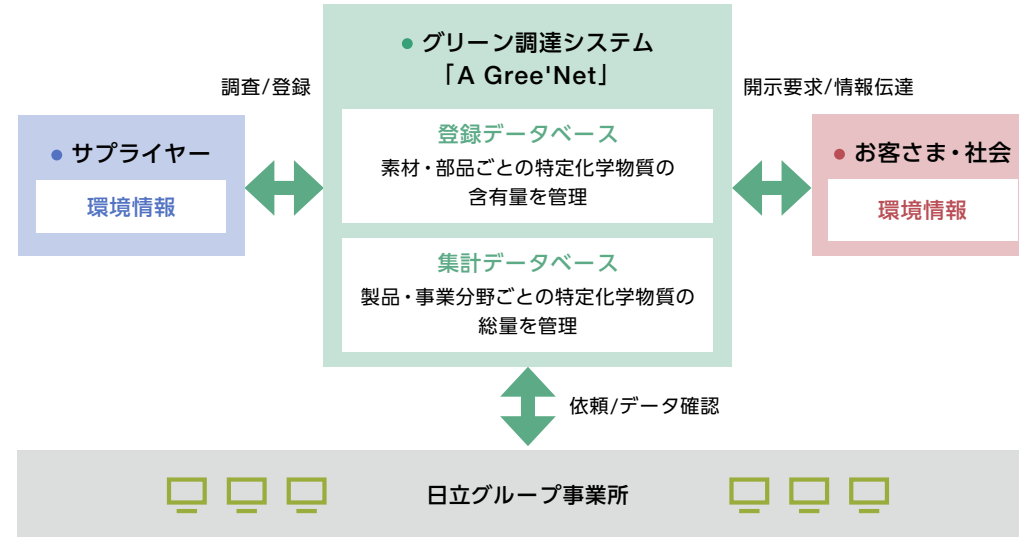 ● グリーン調達システム
「A Gree'Net」
調査/登録
開示要求/情報伝達
● サプライヤー
環境情報
登録データベース
素材・部品ごとの特定化学物質の
含有量を管理
● お客さま・社会
環境情報
集計データベース
製品・事業分野ごとの特定化学物質の
総量を管理
依頼/データ確認
日立グループ事業所